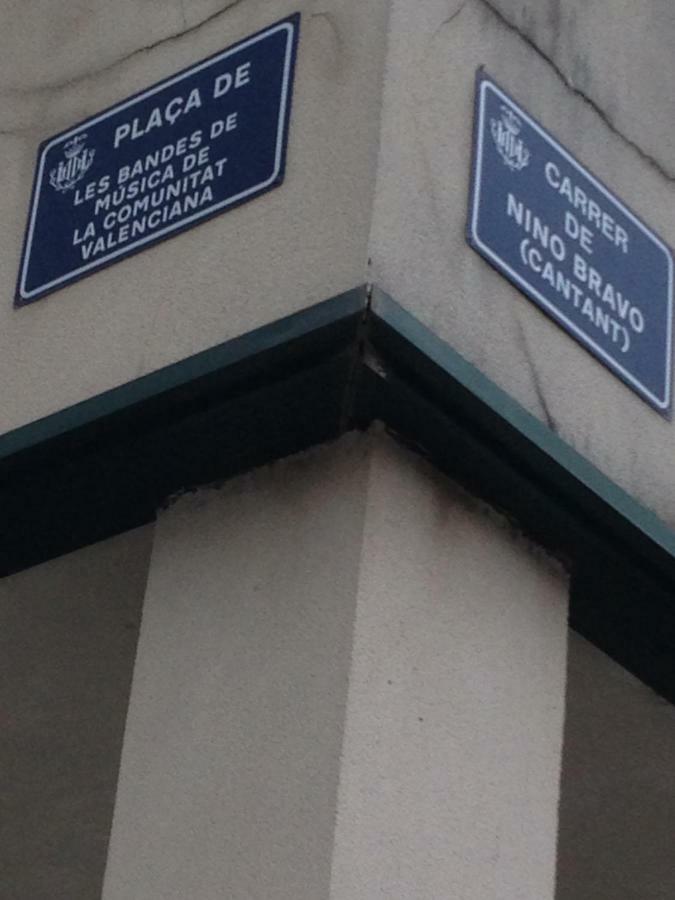 PLAÇA DE
LES BANDES DE
MÚSICA DE
LA COMUNITAT
VALENCIANA
CARRER
DE
NINO BRAVO
(CANTANT)